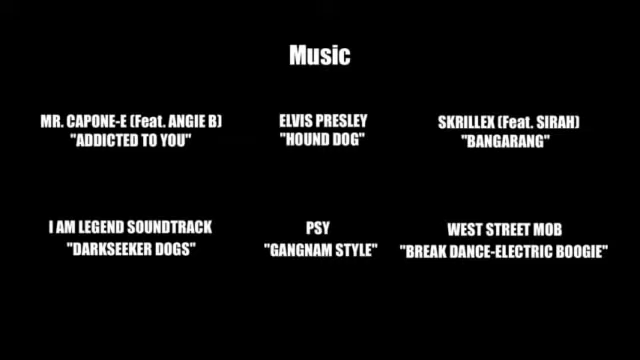 Music
MR. CAPONE-E (Feat. ANGIE B)
"ADDICTED TO YOU"
ELVIS PRESLEY
"HOUND DOG"
SKRILLEX (Feat. SIRAH)
"BANGARANG"
I AM LEGEND SOUNDTRACK
"DARKSEEKER DOGS"
PSY
"GANGNAM STYLE"
WEST STREET MOB
"BREAK DANCE-ELECTRIC BOOGIE"